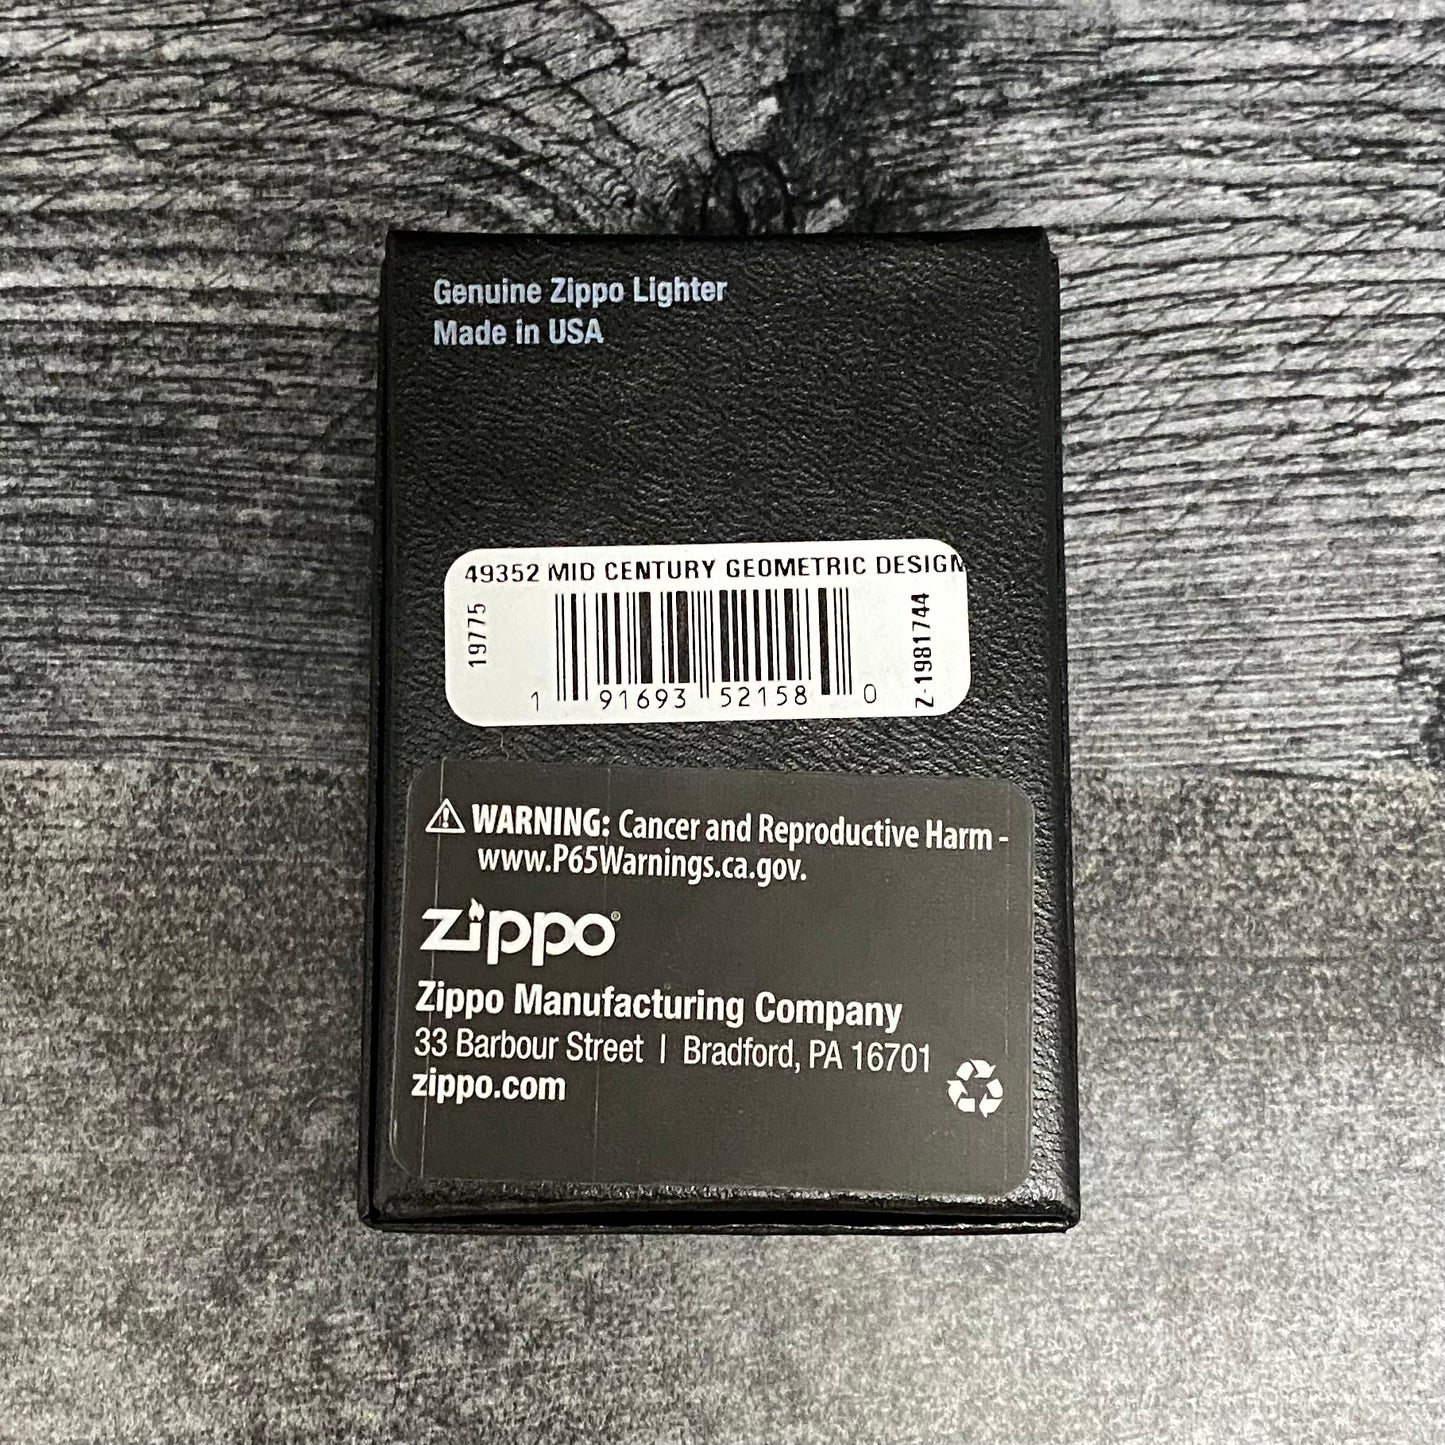 Genuine Zippo Lighter
Made in USA
49352 MID CENTURY GEOMETRIC DESIGN
19775
Z-1981744
1 91693 52158 0
WARNING: Cancer and Reproductive Harm -
www.P65Warnings.ca.gov.
zippo®
Zippo Manufacturing Company
33 Barbour Street | Bradford, PA 16701
zippo.com